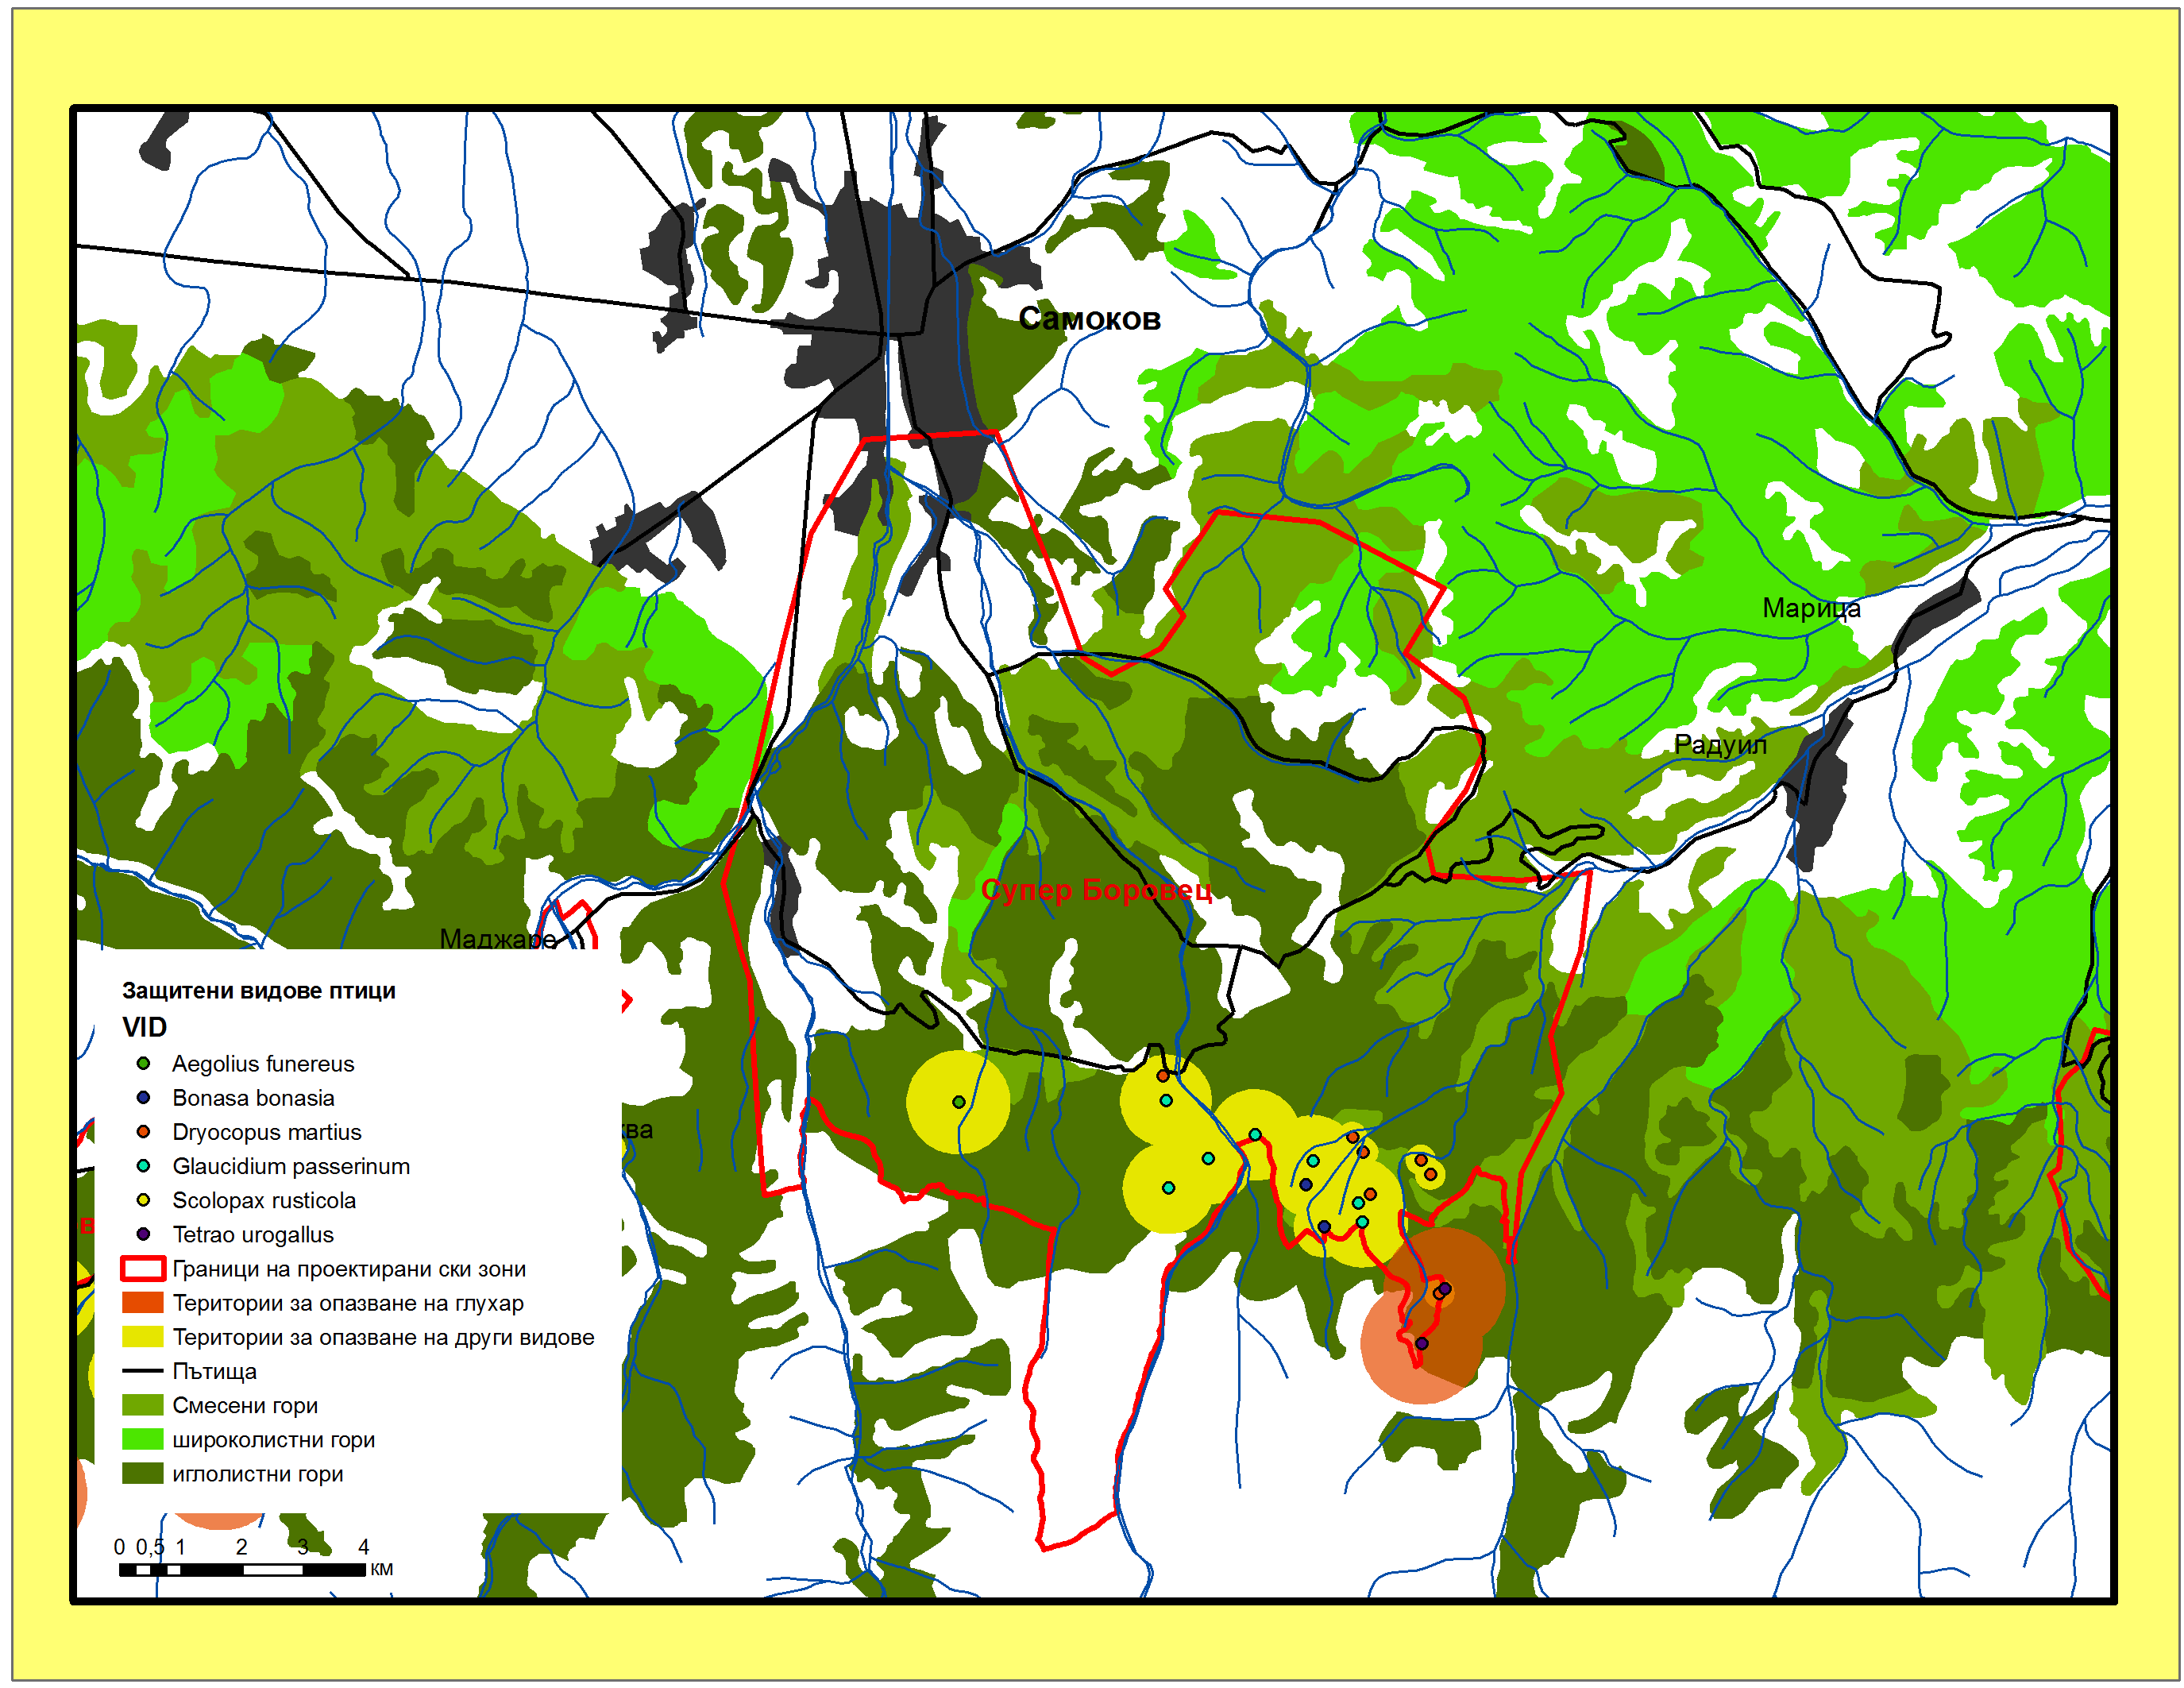 Самоков
Марица
Радуил
Супер Боровец
Маджаре
Защитени видове птици
VID
Aegolius funereus
Bonasa bonasia
Dryocopus martius
ква
Glaucidium passerinum
Scolopax rusticola
в
Tetrao urogallus
Граници на проектирани ски зони
Територии за опазване на глухар
Територии за опазване на други видове
Пътища
Смесени гори
широколистни гори
иглолистни гори
0 0,5 1 2 3 4
км